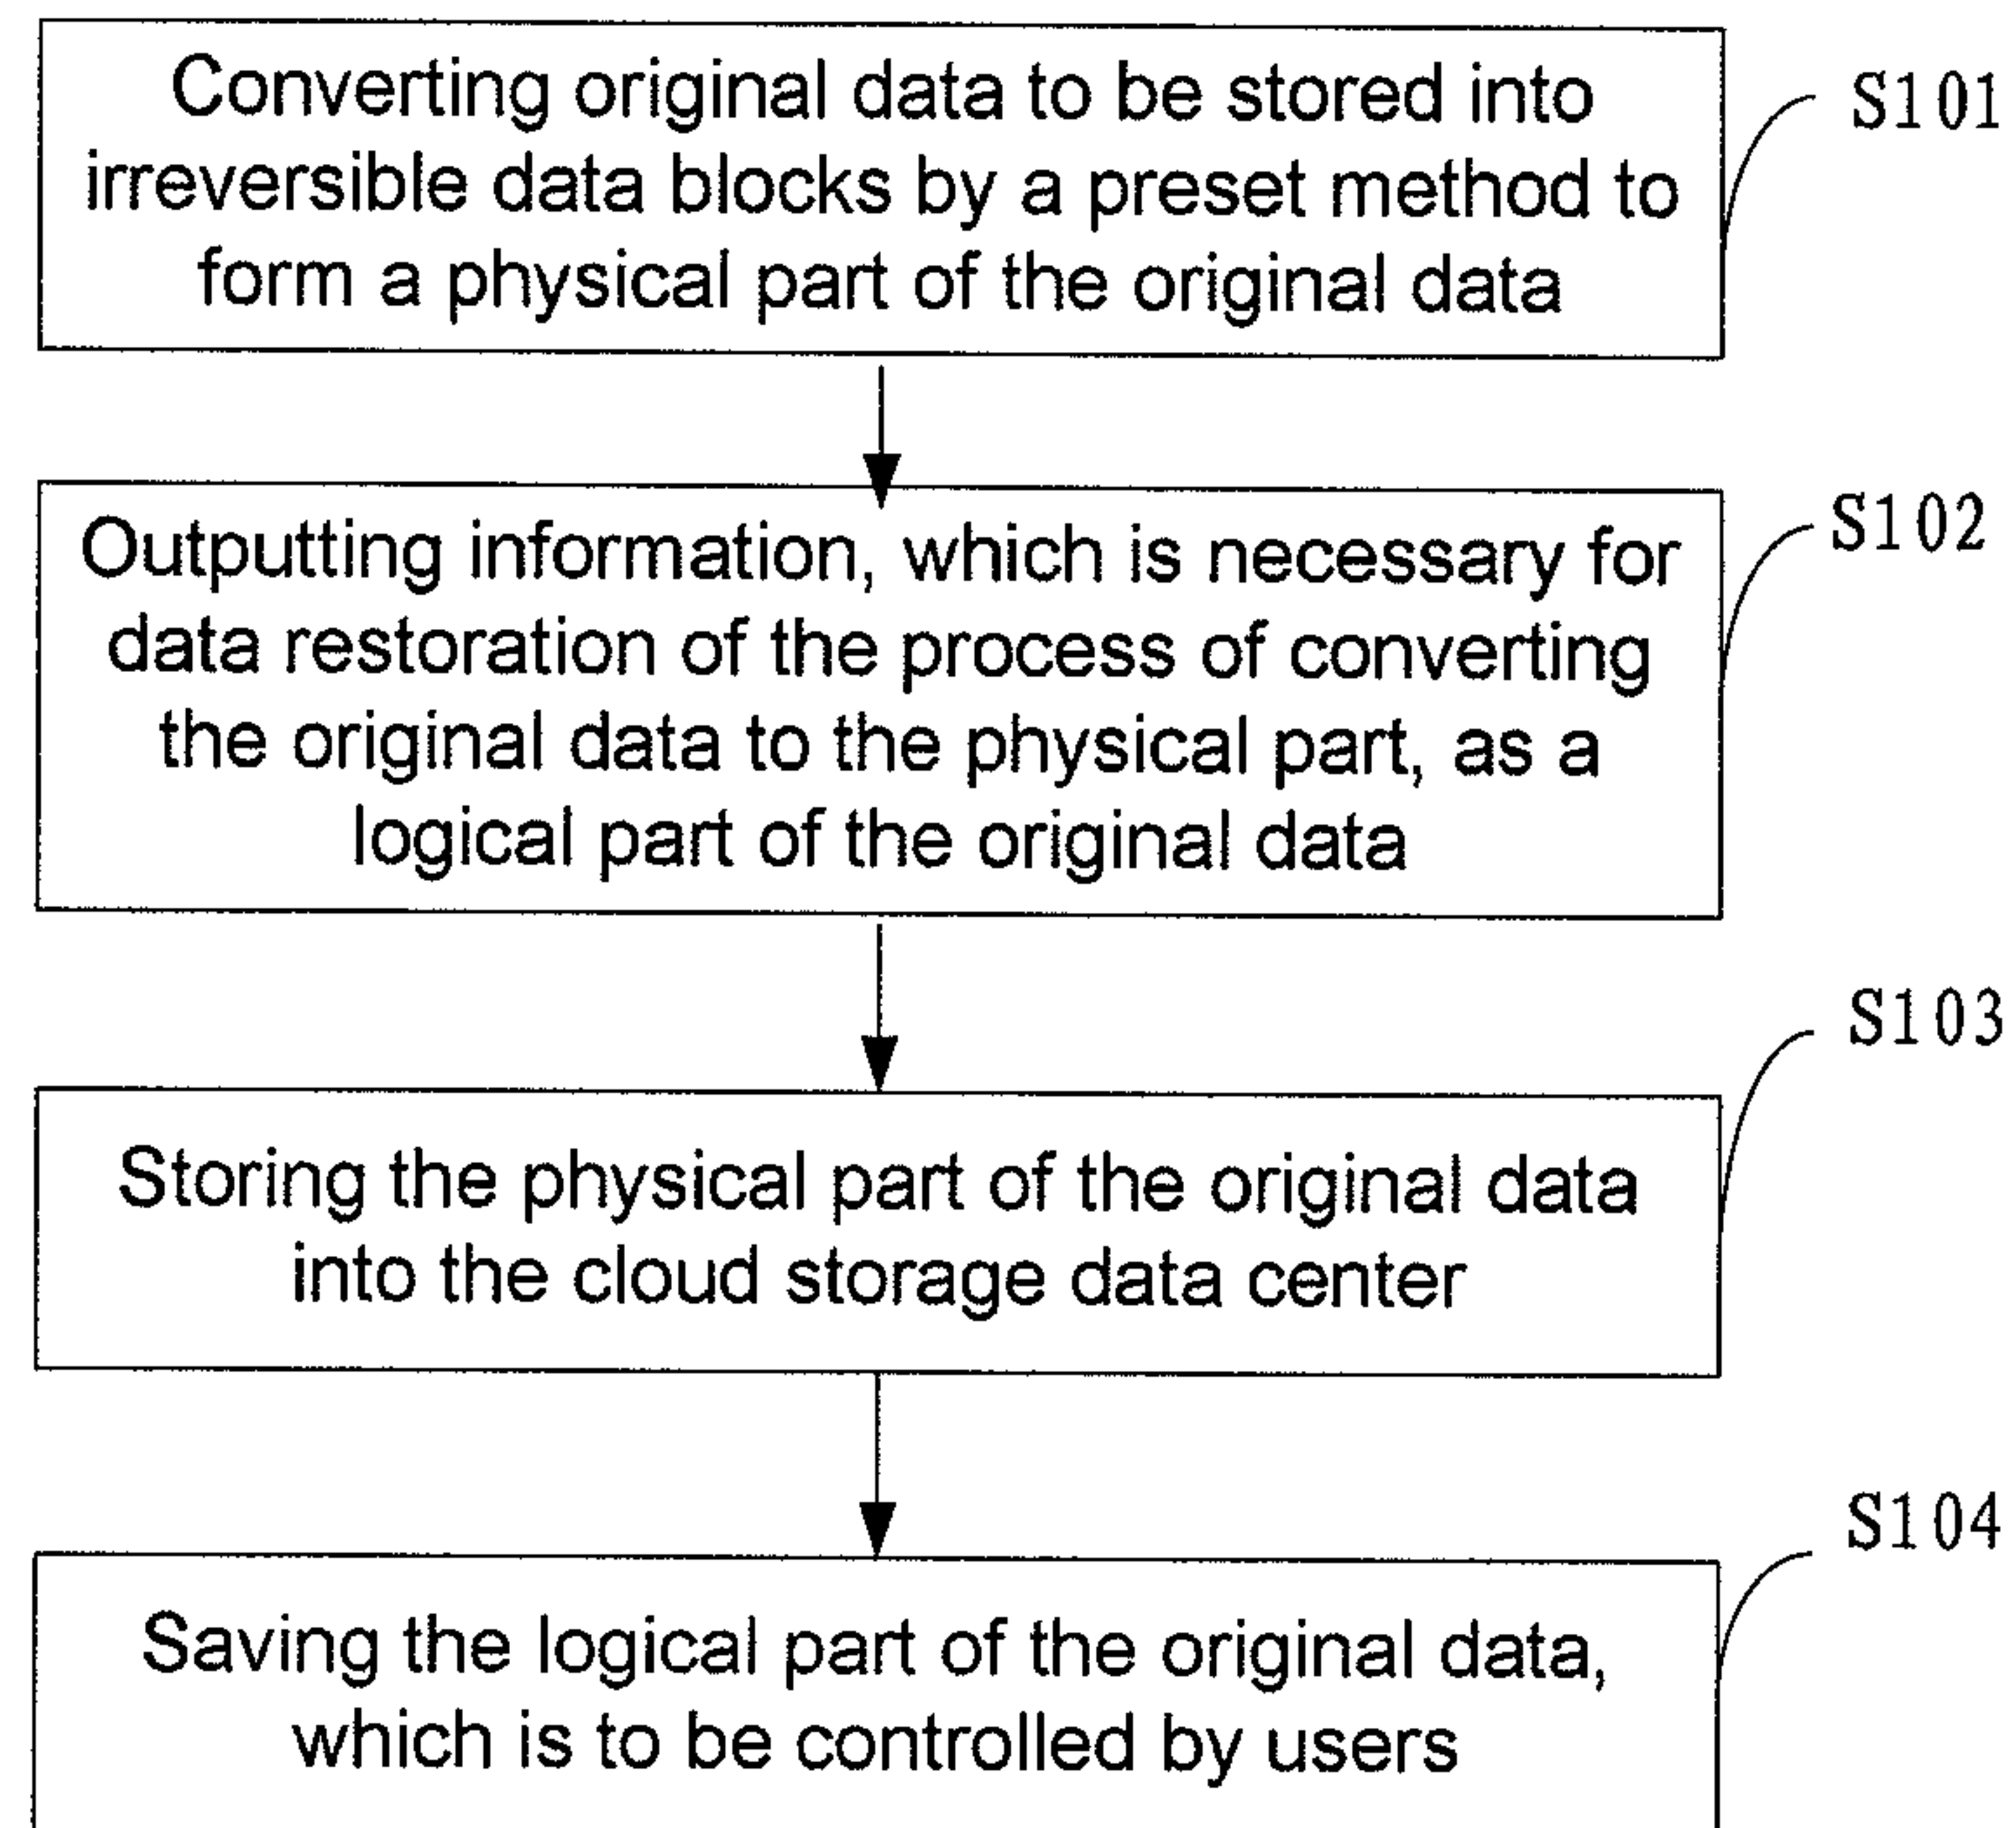 Converting original data to be stored into
irreversible data blocks by a preset method to
form a physical part of the original data
S101
Outputting information, which is necessary for
data restoration of the process of converting
the original data to the physical part, as a
logical part of the original data
S102
Storing the physical part of the original data
into the cloud storage data center
S103
Saving the logical part of the original data,
which is to be controlled by users
S104